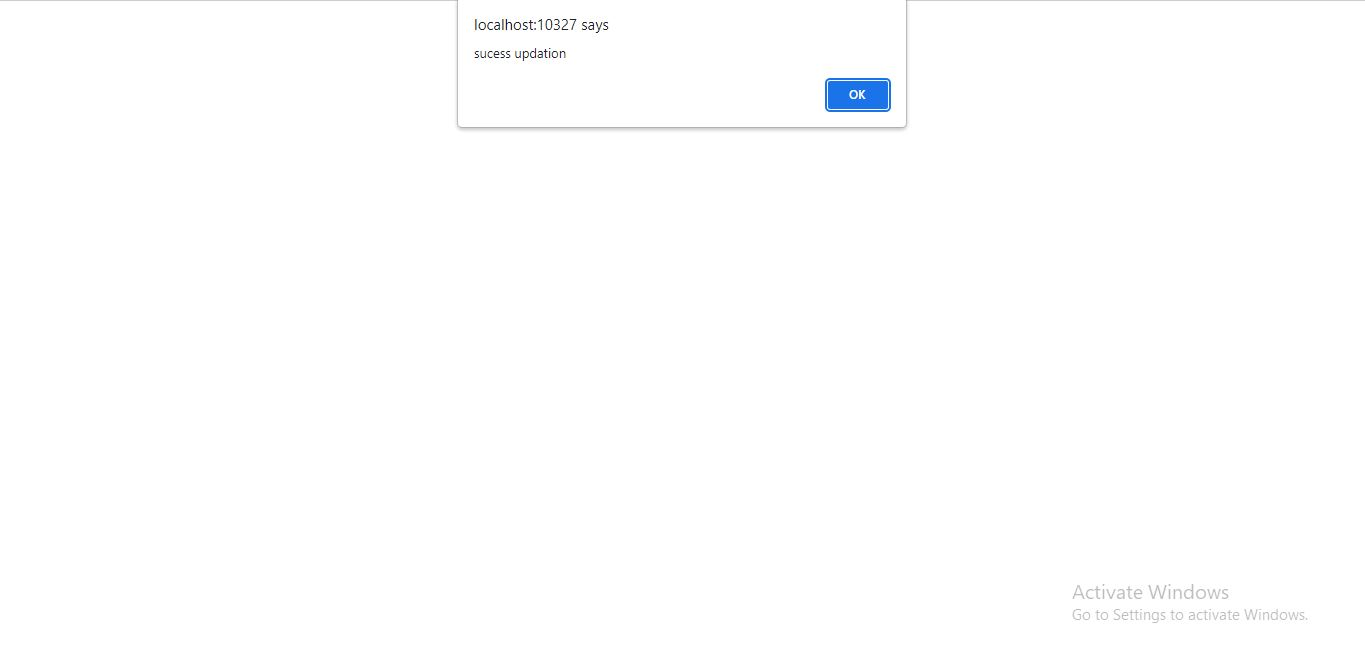 localhost:10327 says
sucess updation
OK
Activate Windows
Go to Settings to activate Windows.